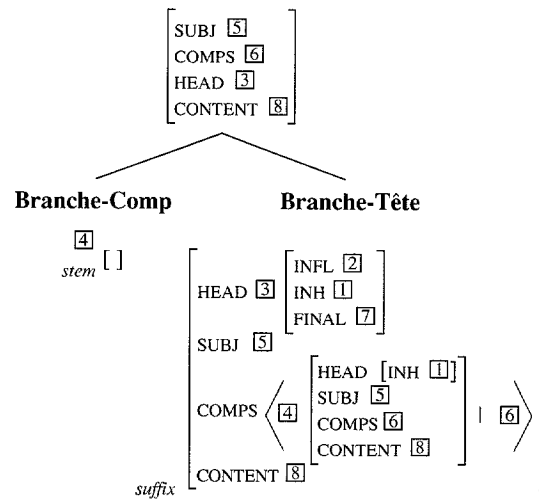 SUBJ 5
COMPS 6
HEAD 3
CONTENT 8
Branche-Comp Branche-Tête
4
stem [ ]
HEAD 3
INFL 2
INH 1
FINAL 7
SUBJ 5
COMPS 〈 4
HEAD [INH 1]
SUBJ 5
COMPS 6
CONTENT 8
| 6 〉
CONTENT 8
suffix